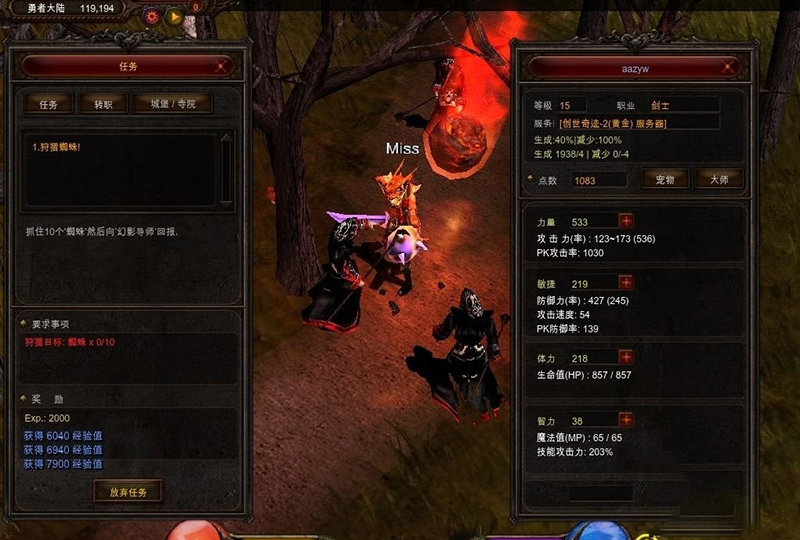 勇者大陆 119,194
0
任务
任务 转职 城堡 / 寺院
1.狩猎蜘蛛!
抓住10个'蜘蛛'然后向'幻影导师'回报.
要求事项
狩猎目标: 蜘蛛 x 0/10
奖 励
Exp.: 2000
获得 6040 经验值
获得 6940 经验值
获得 7900 经验值
放弃任务
Miss
aazyw
等级 15 职业 剑士
服务 [创世奇迹-2(黄金) 服务器]
生成:40%|减少:100%
生成 1938/4 | 减少 0/-4
点数 1083 宠物 大师
力量 533
攻 击 力(率) : 123~173 (536)
PK攻击率: 1030
敏捷 219
防御力(率) : 427 (245)
攻击速度: 54
PK防御率: 139
体力 218
生命值(HP) : 857 / 857
智力 38
魔法值(MP) : 65 / 65
技能攻击力: 203%